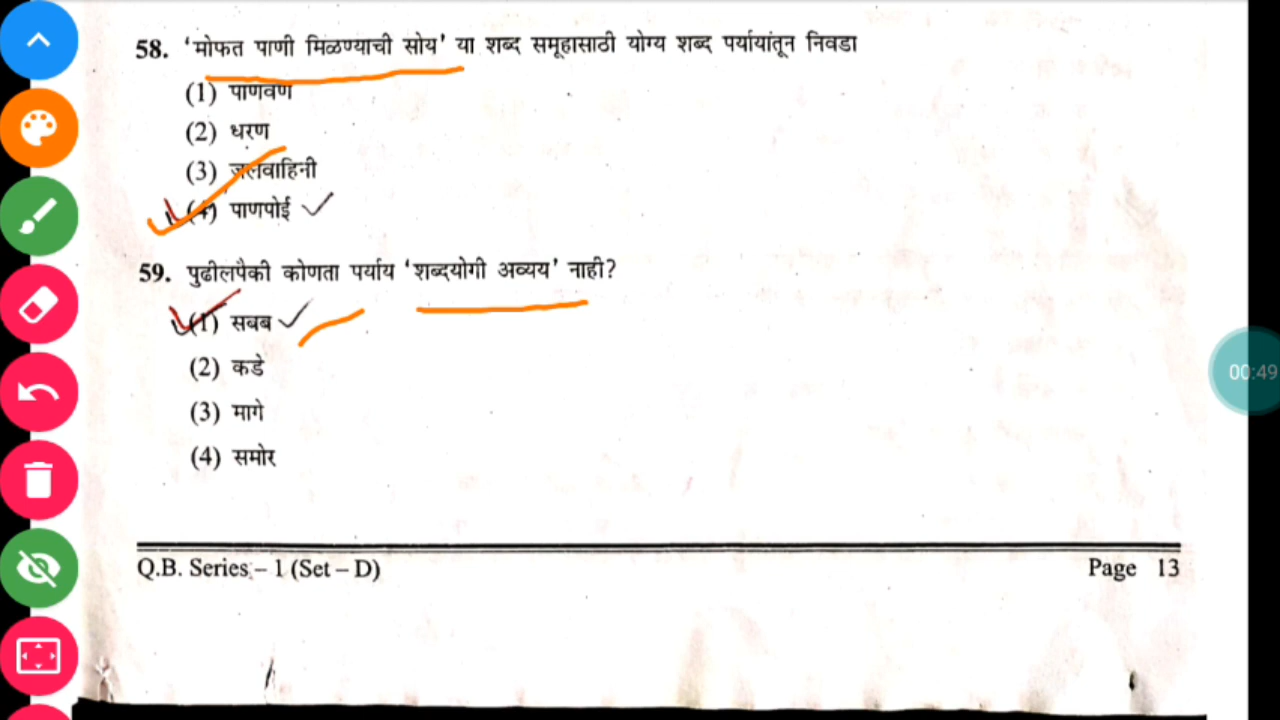 58. 'मोफत पाणी मिळण्याची सोय' या शब्द समूहासाठी योग्य शब्द पर्यायांतून निवडा
(1) पाणवण
(2) धरण
(3) जलवाहिनी
(4) पाणपोई
59. पुढीलपैकी कोणता पर्याय 'शब्दयोगी अव्यय' नाही?
(1) सबब
(2) कडे
(3) मागे
(4) समोर
00:49
Q.B. Series – 1 (Set – D) Page 13